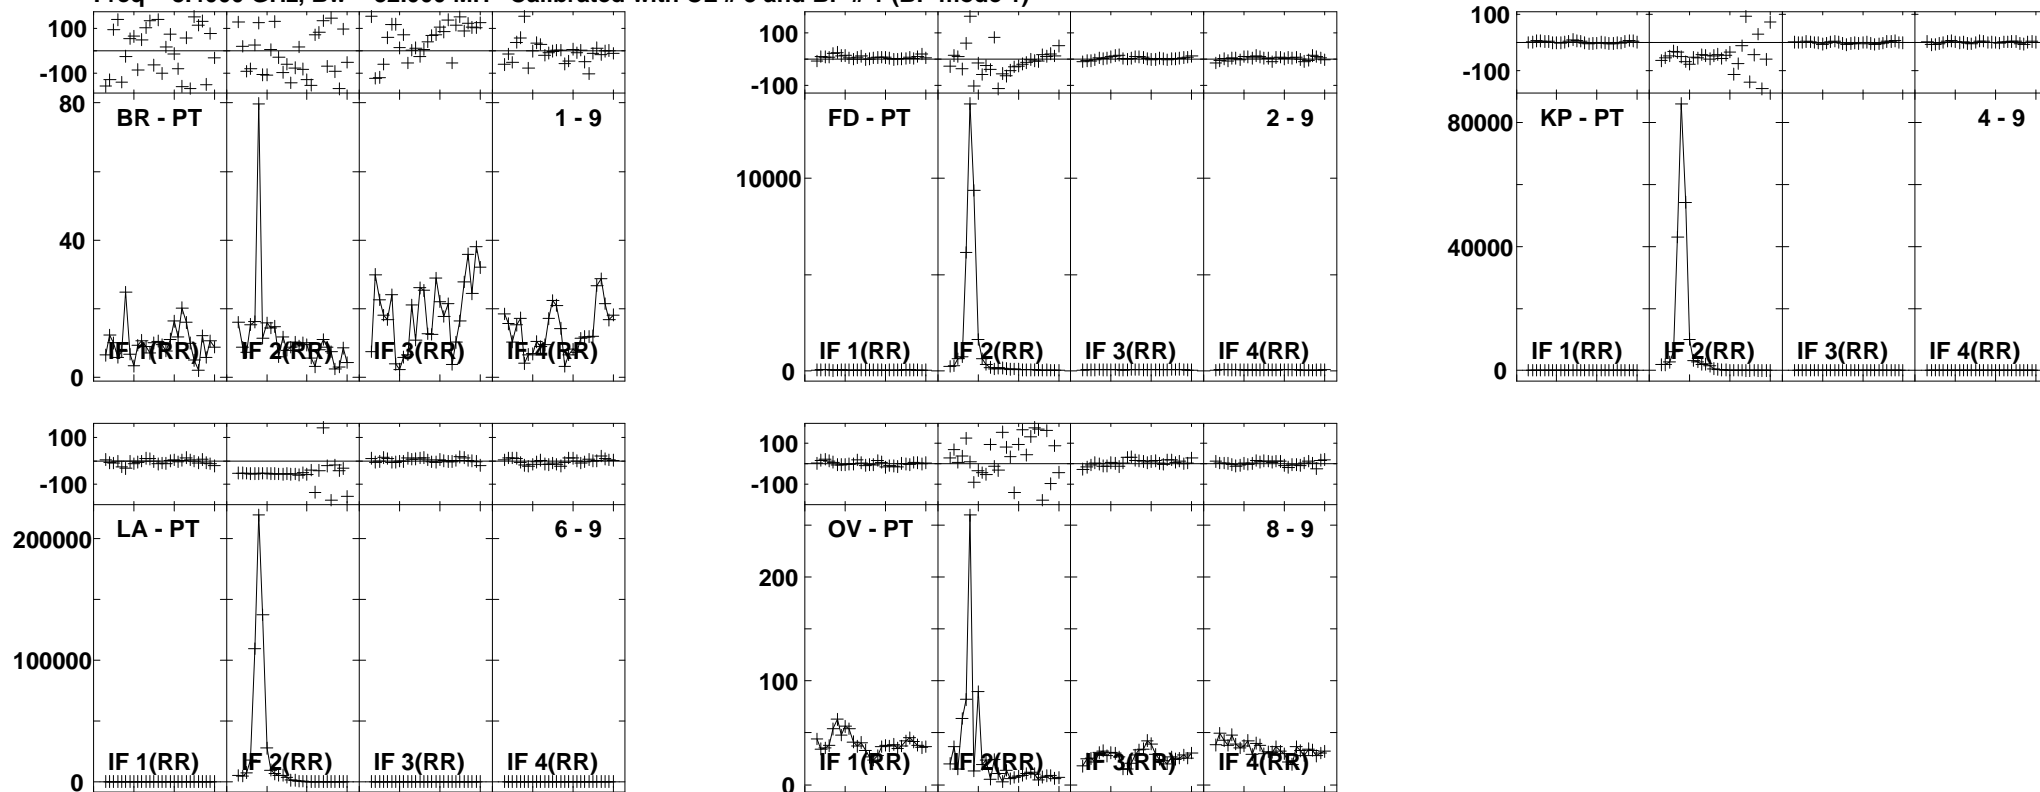 100
-100
80
40
0
BR - PT
1 - 9
IF 1(RR)
IF 2(RR)
IF 3(RR)
IF 4(RR)
100
-100
10000
0
FD - PT
2 - 9
IF 1(RR)
IF 2(RR)
IF 3(RR)
IF 4(RR)
100
-100
80000
40000
0
KP - PT
4 - 9
IF 1(RR)
IF 2(RR)
IF 3(RR)
IF 4(RR)
100
-100
200000
100000
0
LA - PT
6 - 9
IF 1(RR)
IF 2(RR)
IF 3(RR)
IF 4(RR)
100
-100
200
100
0
OV - PT
8 - 9
IF 1(RR)
IF 2(RR)
IF 3(RR)
IF 4(RR)